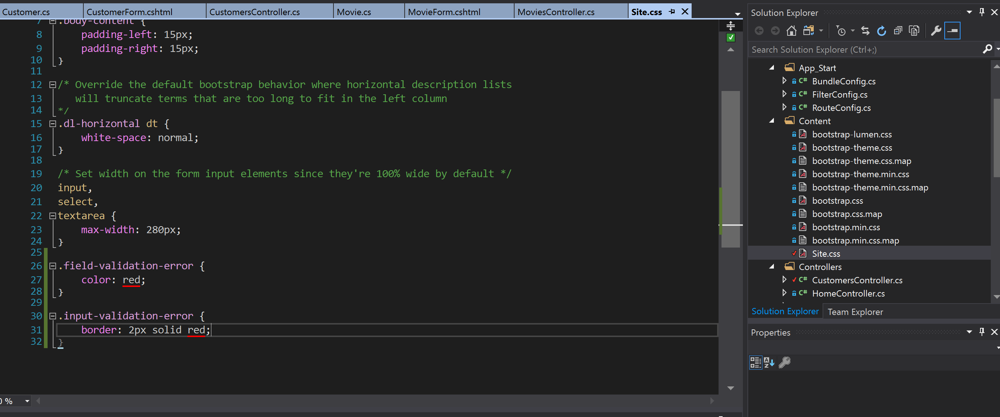 Customer.cs
CustomerForm.cshtml
CustomersController.cs
Movie.cs
MovieForm.cshtml
MoviesController.cs
Site.css
7 .body-content {
8 padding-left: 15px;
9 padding-right: 15px;
10 }
11
12 /* Override the default bootstrap behavior where horizontal description lists
13 will truncate terms that are too long to fit in the left column
14 */
15 .dl-horizontal dt {
16 white-space: normal;
17 }
18
19 /* Set width on the form input elements since they're 100% wide by default */
20 input,
21 select,
22 textarea {
23 max-width: 280px;
24 }
25
26 .field-validation-error {
27 color: red;
28 }
29
30 .input-validation-error {
31 border: 2px solid red;
32 }
0 %
Solution Explorer
Search Solution Explorer (Ctrl+;)
App_Start
C# BundleConfig.cs
C# FilterConfig.cs
C# RouteConfig.cs
Content
bootstrap-lumen.css
bootstrap-theme.css
bootstrap-theme.css.map
bootstrap-theme.min.css
bootstrap-theme.min.css.map
bootstrap.css
bootstrap.css.map
bootstrap.min.css
bootstrap.min.css.map
Site.css
Controllers
C# CustomersController.cs
C# HomeController.cs
Solution Explorer
Team Explorer
Properties